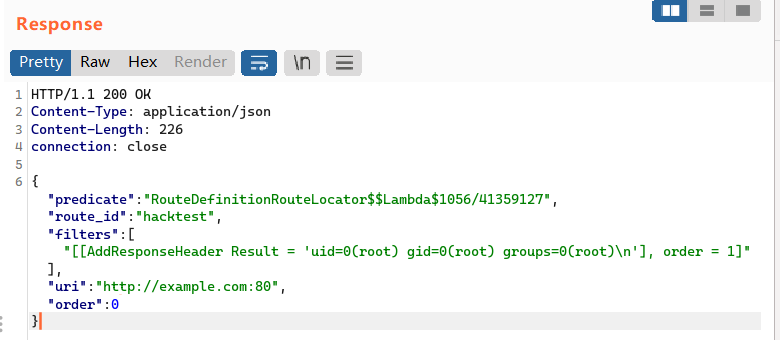 Response
Pretty Raw Hex Render \n
1 HTTP/1.1 200 OK
2 Content-Type: application/json
3 Content-Length: 226
4 connection: close
5
6 {
"predicate":"RouteDefinitionRouteLocator$$Lambda$1056/41359127",
"route_id":"hacktest",
"filters":[
"[[AddResponseHeader Result = 'uid=0(root) gid=0(root) groups=0(root)\n'], order = 1]"
],
"uri":"http://example.com:80",
"order":0
}